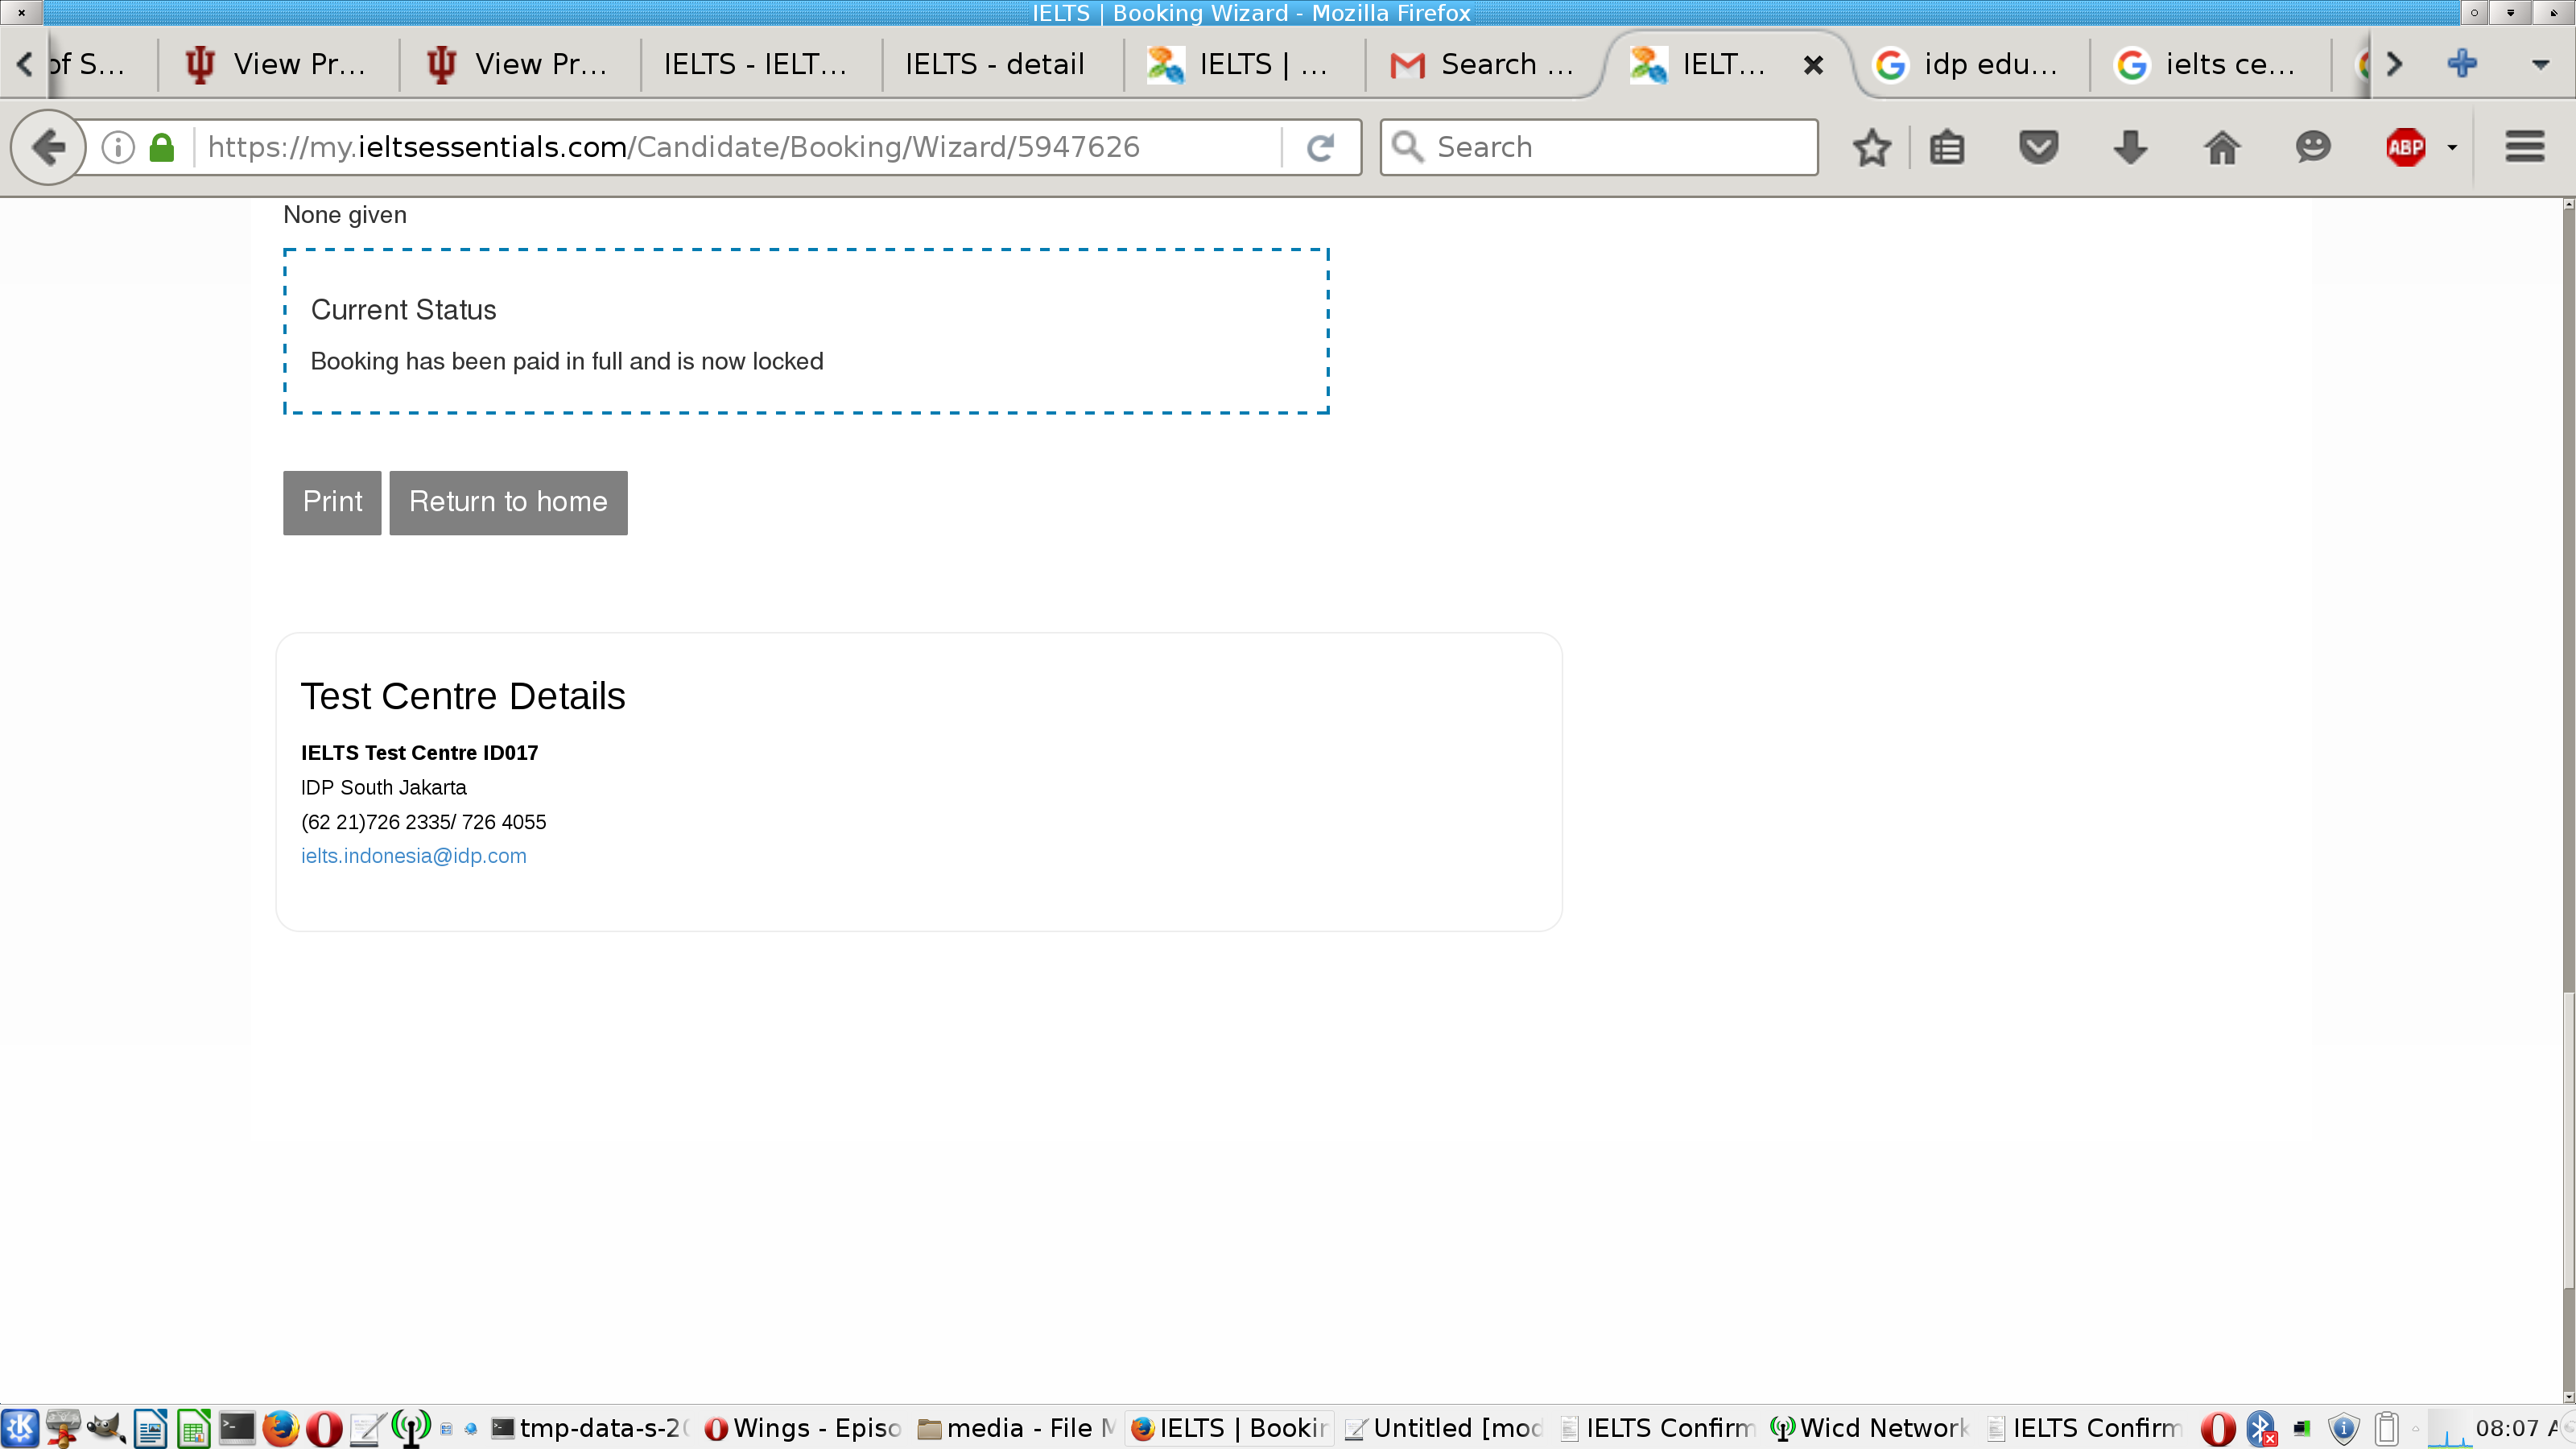 IELTS | Booking Wizard - Mozilla Firefox
of S...
View Pr...
View Pr...
IELTS - IELT...
IELTS - detail
IELTS | ...
Search ...
IELT...
idp edu...
ielts ce...
https://my.ieltsessentials.com/Candidate/Booking/Wizard/5947626
Search
ABP
None given
Current Status
Booking has been paid in full and is now locked
Print
Return to home
Test Centre Details
IELTS Test Centre ID017
IDP South Jakarta
(62 21)726 2335/ 726 4055
ielts.indonesia@idp.com
tmp-data-s-20
Wings - Episo
media - File M
IELTS | Bookin
Untitled [mod
IELTS Confirm
Wicd Network
IELTS Confirm
08:07 A